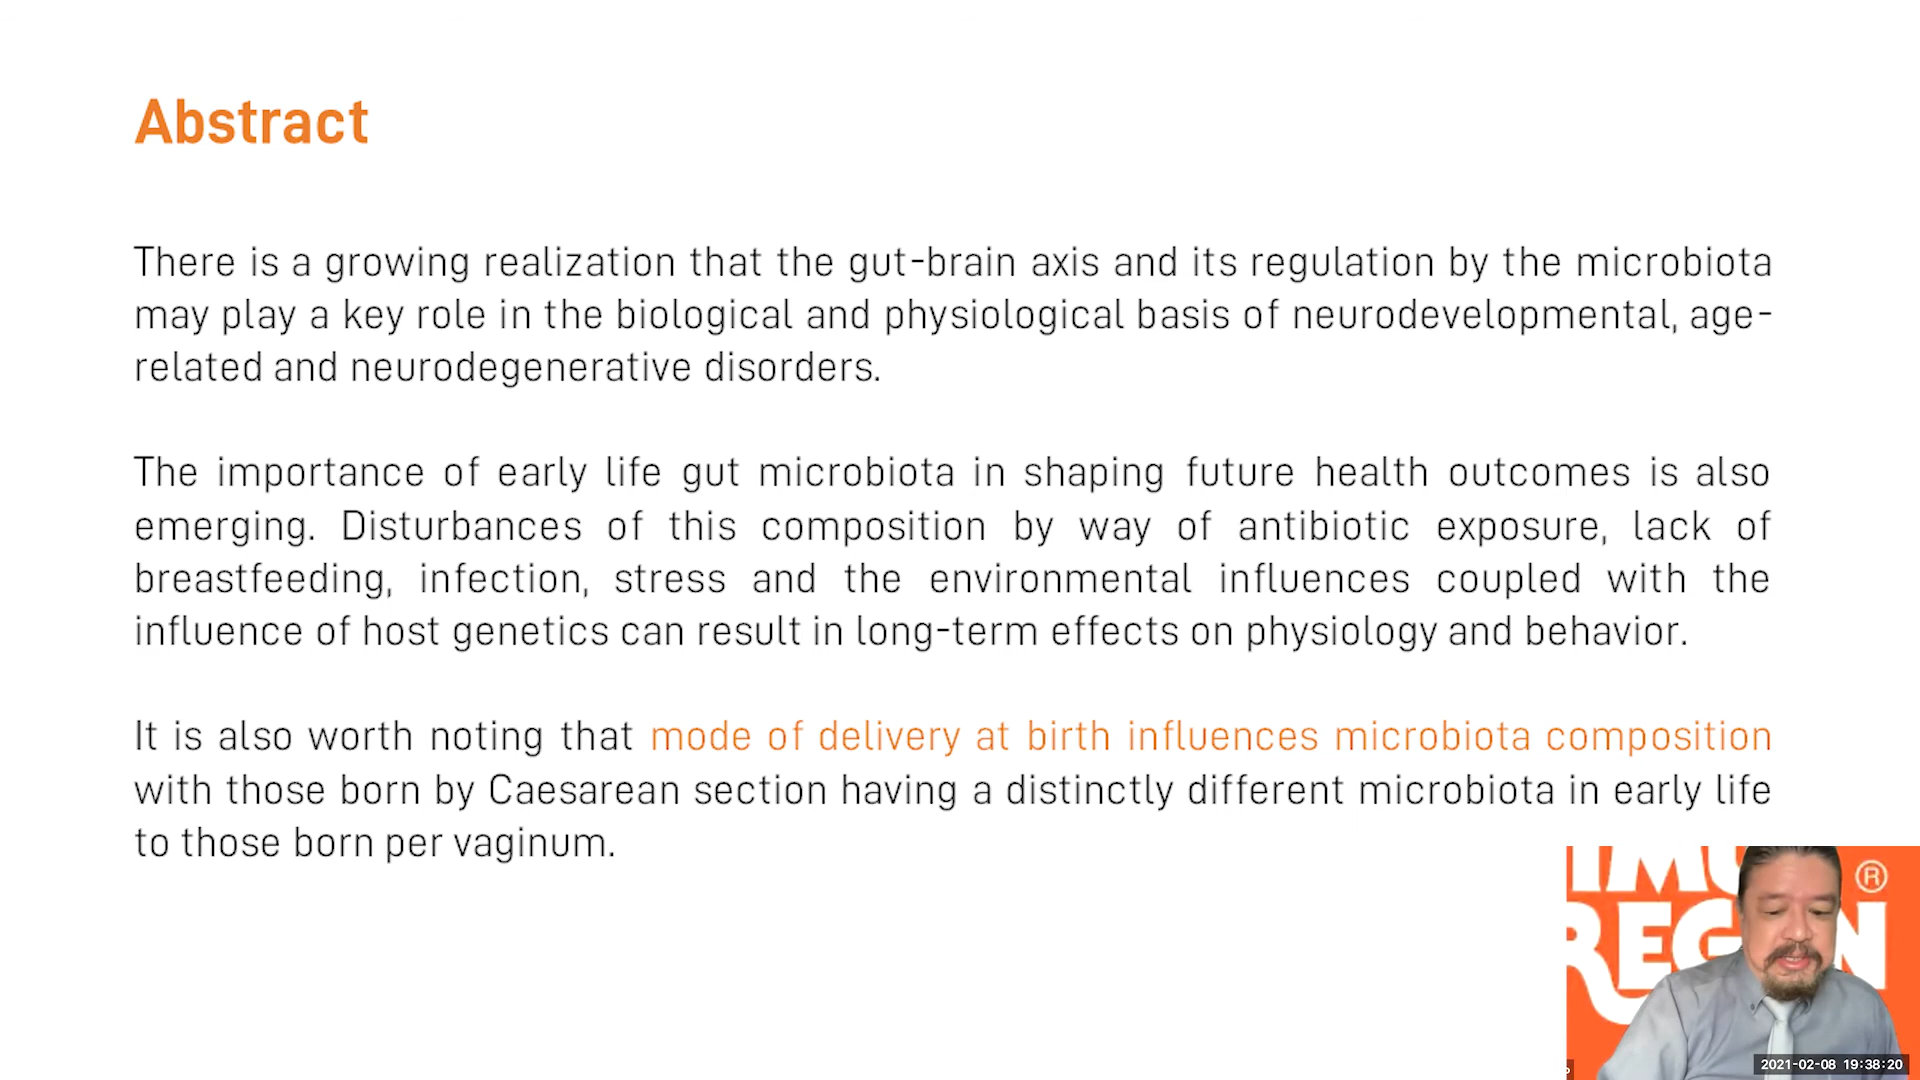 Abstract
There is a growing realization that the gut-brain axis and its regulation by the microbiota
may play a key role in the biological and physiological basis of neurodevelopmental, age-
related and neurodegenerative disorders.
The importance of early life gut microbiota in shaping future health outcomes is also
emerging. Disturbances of this composition by way of antibiotic exposure, lack of
breastfeeding, infection, stress and the environmental influences coupled with the
influence of host genetics can result in long-term effects on physiology and behavior.
It is also worth noting that mode of delivery at birth influences microbiota composition
with those born by Caesarean section having a distinctly different microbiota in early life
to those born per vaginum.
®
2021-02-08 19:38:20